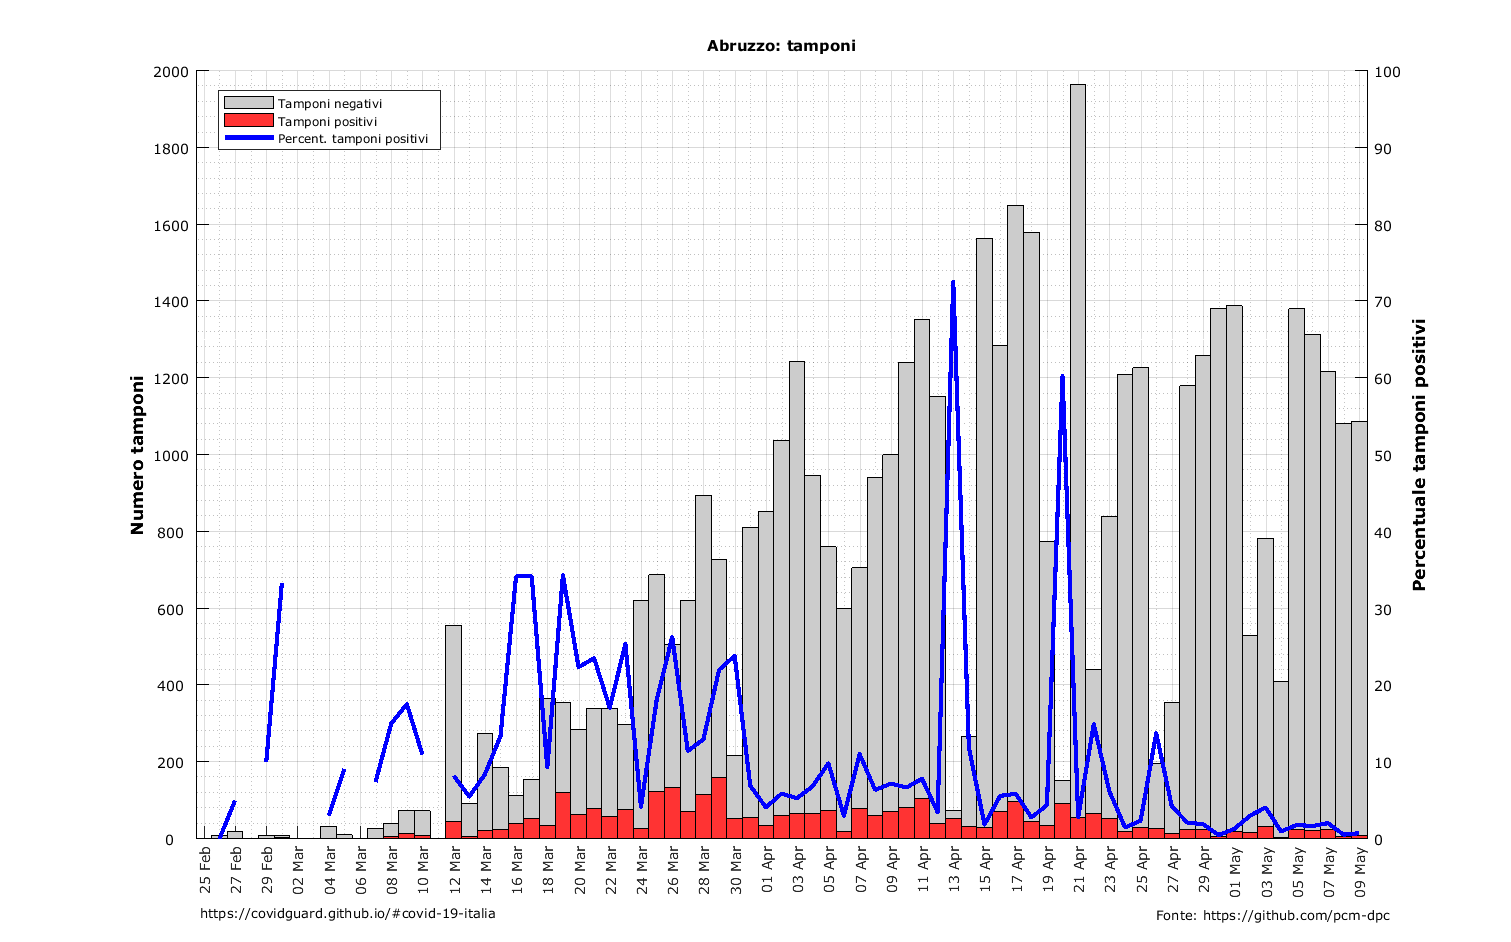 Abruzzo: tamponi
Tamponi negativi
Tamponi positivi
Percent. tamponi positivi
Numero tamponi
2000
1800
1600
1400
1200
1000
800
600
400
200
0
Percentuale tamponi positivi
100
90
80
70
60
50
40
30
20
10
0
25 Feb
27 Feb
29 Feb
02 Mar
04 Mar
06 Mar
08 Mar
10 Mar
12 Mar
14 Mar
16 Mar
18 Mar
20 Mar
22 Mar
24 Mar
26 Mar
28 Mar
30 Mar
01 Apr
03 Apr
05 Apr
07 Apr
09 Apr
11 Apr
13 Apr
15 Apr
17 Apr
19 Apr
21 Apr
23 Apr
25 Apr
27 Apr
29 Apr
01 May
03 May
05 May
07 May
09 May
https://covidguard.github.io/#covid-19-italia
Fonte: https://github.com/pcm-dpc